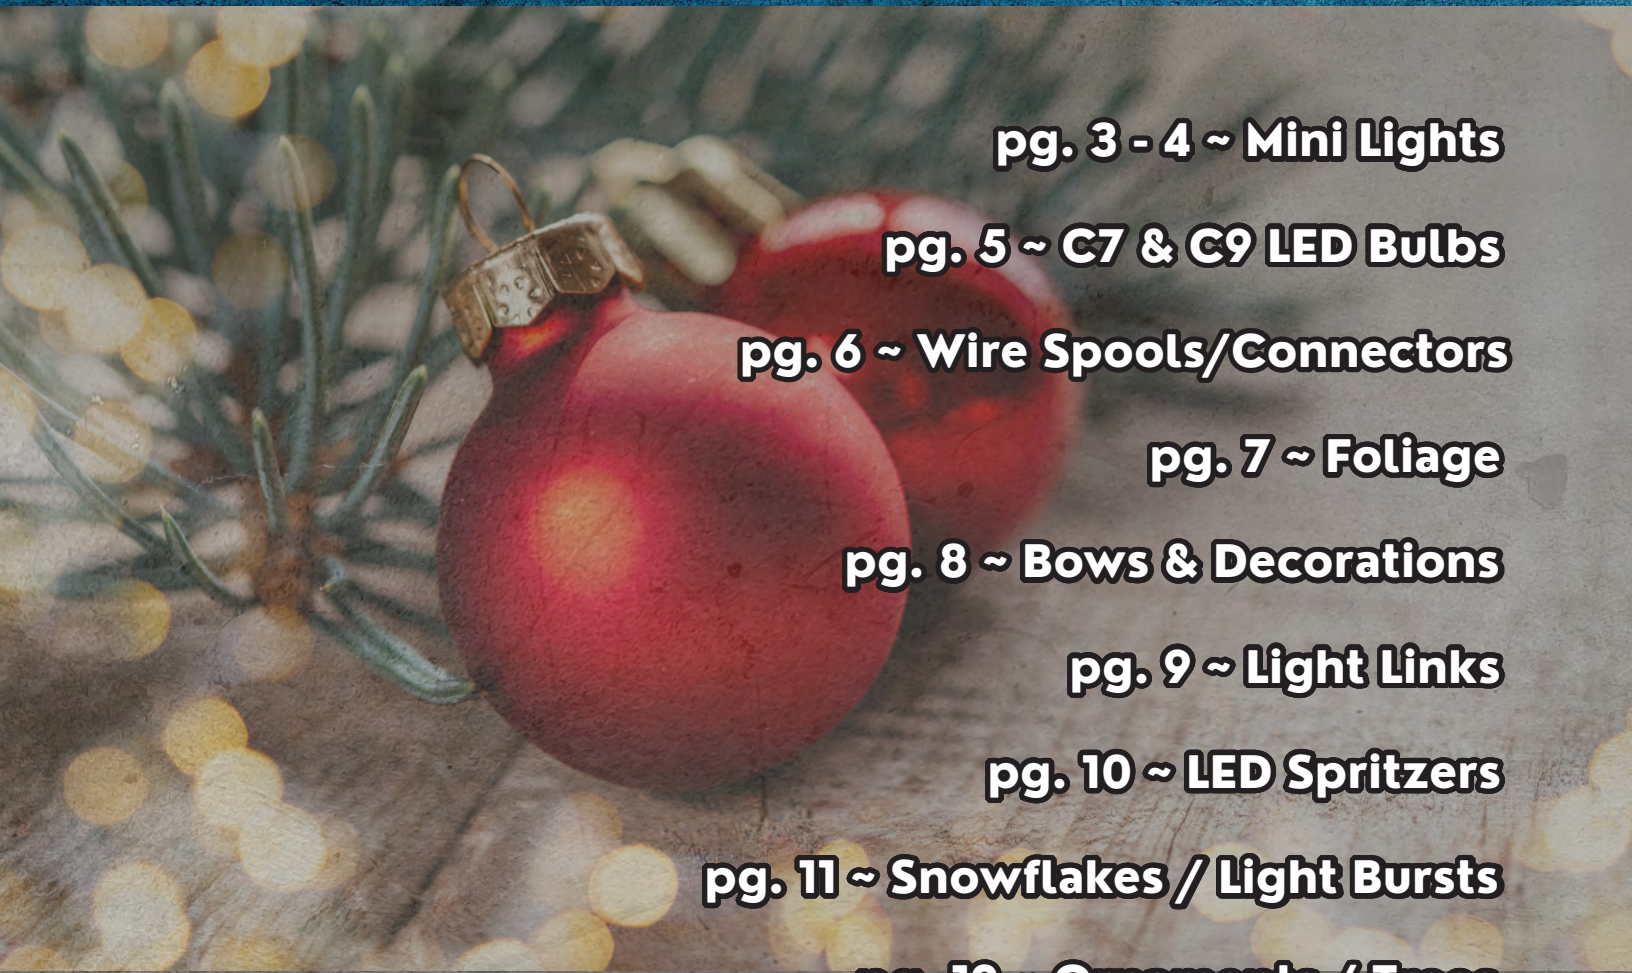 pg. 3 - 4 ~ Mini Lights
pg. 5 ~ C7 & C9 LED Bulbs
pg. 6 ~ Wire Spools/Connectors
pg. 7 ~ Foliage
pg. 8 ~ Bows & Decorations
pg. 9 ~ Light Links
pg. 10 ~ LED Spritzers
pg. 11 ~ Snowflakes / Light Bursts